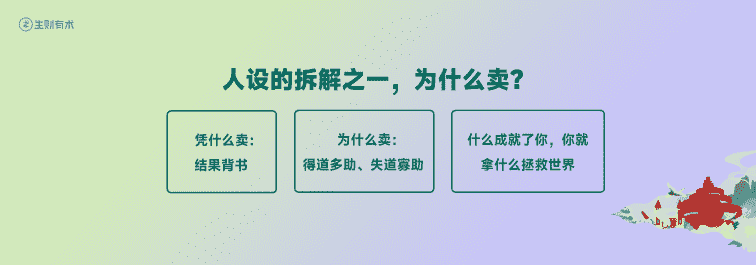 生财有术
人设的拆解之一，为什么卖？
凭什么卖：
结果背书
为什么卖：
得道多助、失道寡助
什么成就了你，你就
拿什么拯救世界